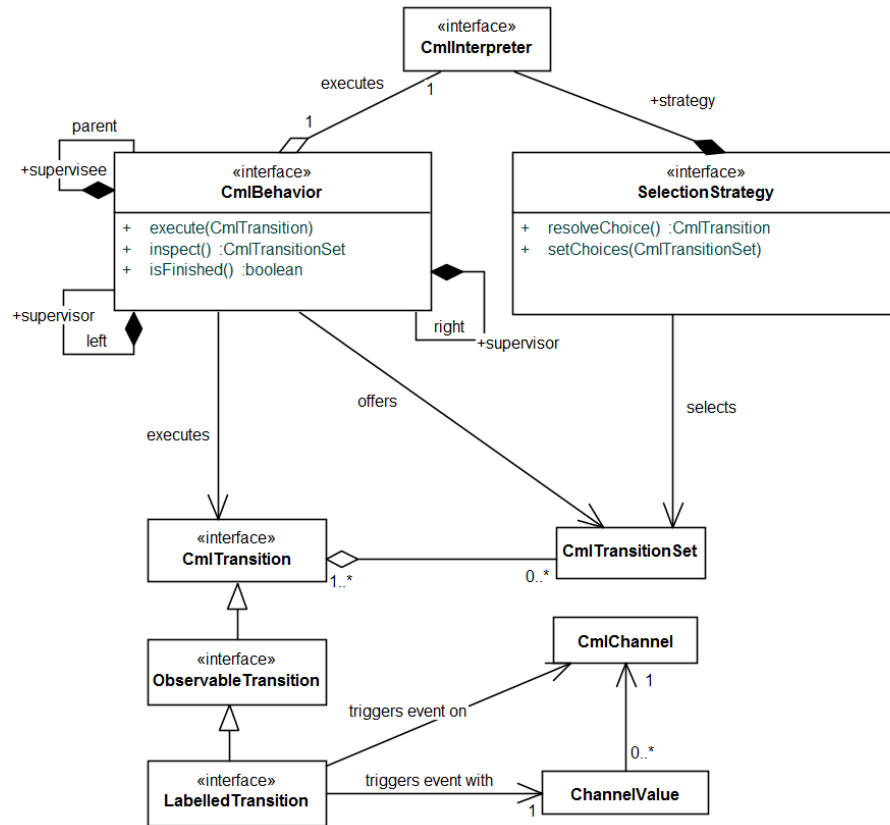 «interface»
CmlInterpreter
executes
1
1
+strategy
parent
+supervisee
«interface»
CmlBehavior
+ execute(CmlTransition)
+ inspect() :CmlTransitionSet
+ isFinished() :boolean
«interface»
SelectionStrategy
+ resolveChoice() :CmlTransition
+ setChoices(CmlTransitionSet)
+supervisor
left
right
+supervisor
offers
selects
executes
«interface»
CmlTransition
1..*
0..*
CmlTransitionSet
«interface»
ObservableTransition
CmlChannel
1
triggers event on
0..*
«interface»
LabelledTransition
triggers event with
1
ChannelValue